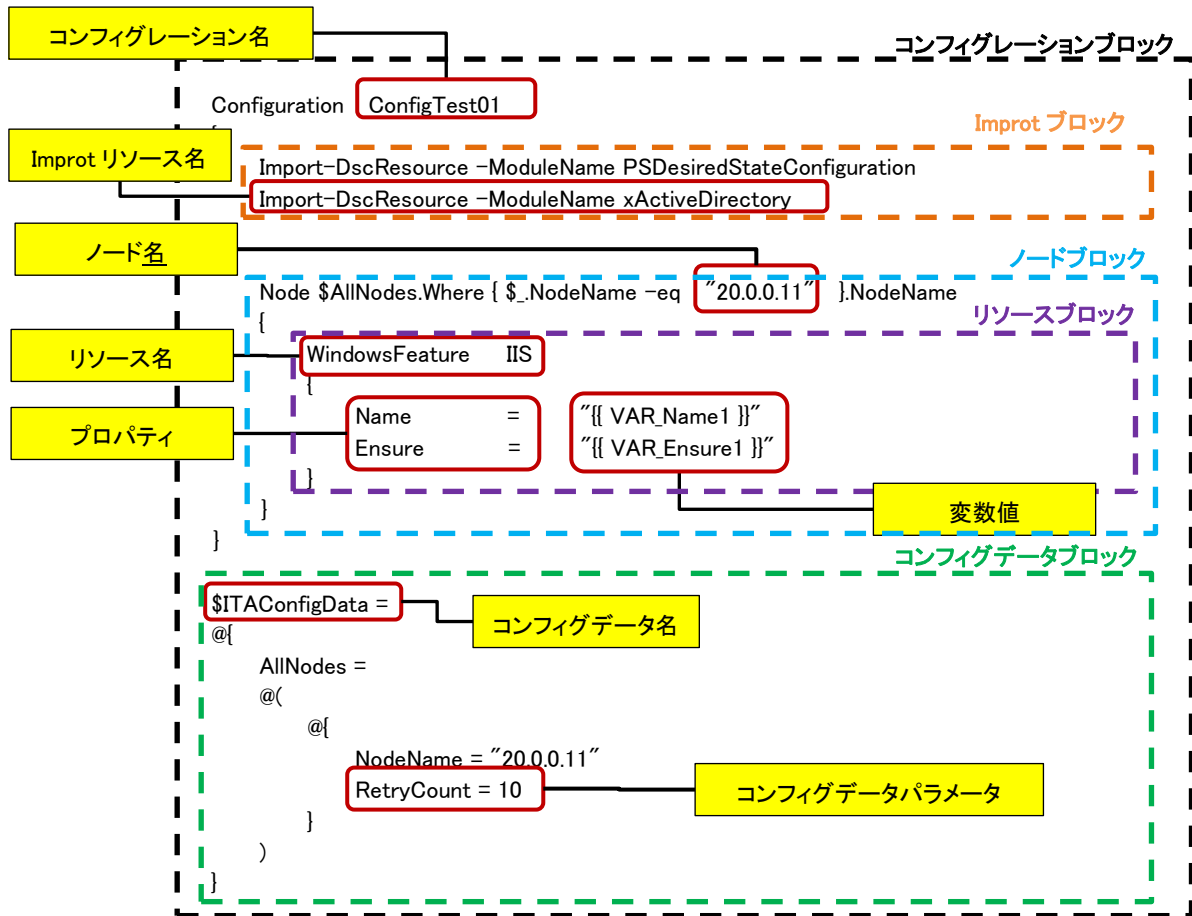 コンフィグレーション名
コンフィグレーションブロック
Configuration ConfigTest01
{
Improt ブロック
Improt リソース名
Import-DscResource -ModuleName PSDesiredStateConfiguration
Import-DscResource -ModuleName xActiveDirectory
ノード名
ノードブロック
Node $AllNodes.Where { $_.NodeName -eq "20.0.0.11" }.NodeName
{
リソースブロック
リソース名
WindowsFeature IIS
{
プロパティ
Name = "{{ VAR_Name1 }}"
Ensure = "{{ VAR_Ensure1 }}"
}
変数値
}
}
コンフィグデータブロック
$ITAConfigData =
コンフィグデータ名
@{
AllNodes =
@(
@{
NodeName = "20.0.0.11"
RetryCount = 10
コンフィグデータパラメータ
}
)
}